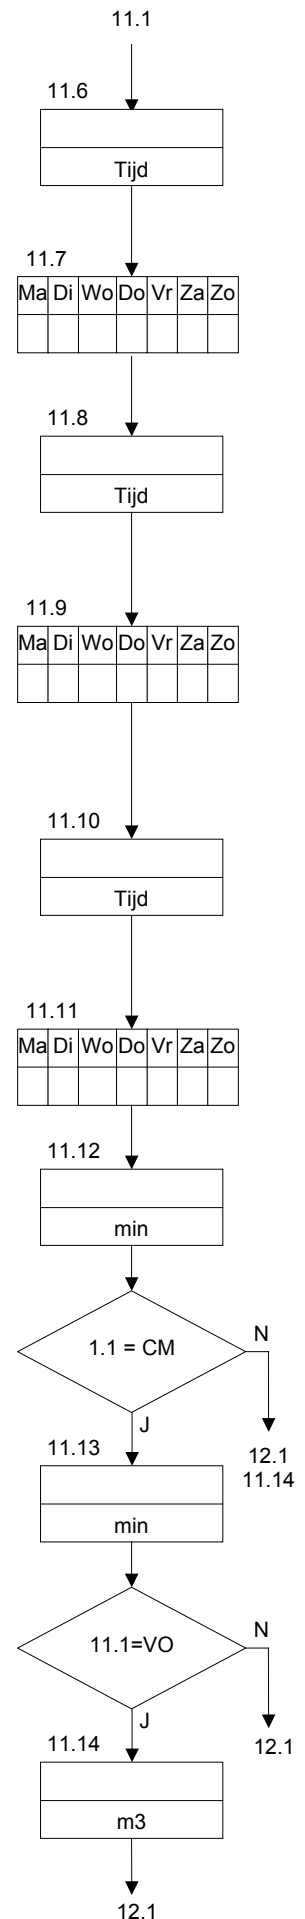 11.1
11.6
Tijd
11.7
Ma Di Wo Do Vr Za Zo
11.8
Tijd
11.9
Ma Di Wo Do Vr Za Zo
11.10
Tijd
11.11
Ma Di Wo Do Vr Za Zo
11.12
min
1.1 = CM
N
J
12.1
11.14
11.13
min
11.1=VO
N
J
12.1
11.14
m3
12.1